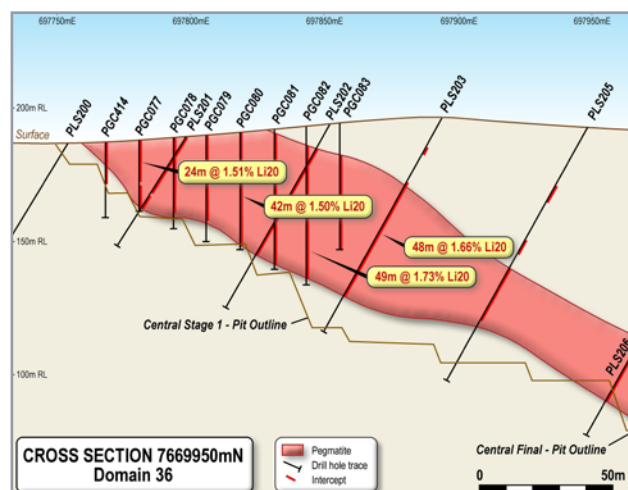 697750mE 697800mE 697850mE 697900mE 697950mE
200m RL
Surface
150m RL
100m RL
PLS200
PGC414
PGC077
PGC078
PLS201
PGC079
PGC080
PGC081
PGC082
PLS202
PGC083
PLS203
PLS205
PLS206
24m @ 1.51% Li20
42m @ 1.50% Li20
48m @ 1.66% Li20
49m @ 1.73% Li20
Central Stage 1 - Pit Outline
Central Final - Pit Outline
CROSS SECTION 7669950mN
Domain 36
Pegmatite
Drill hole trace
Intercept
0 50m